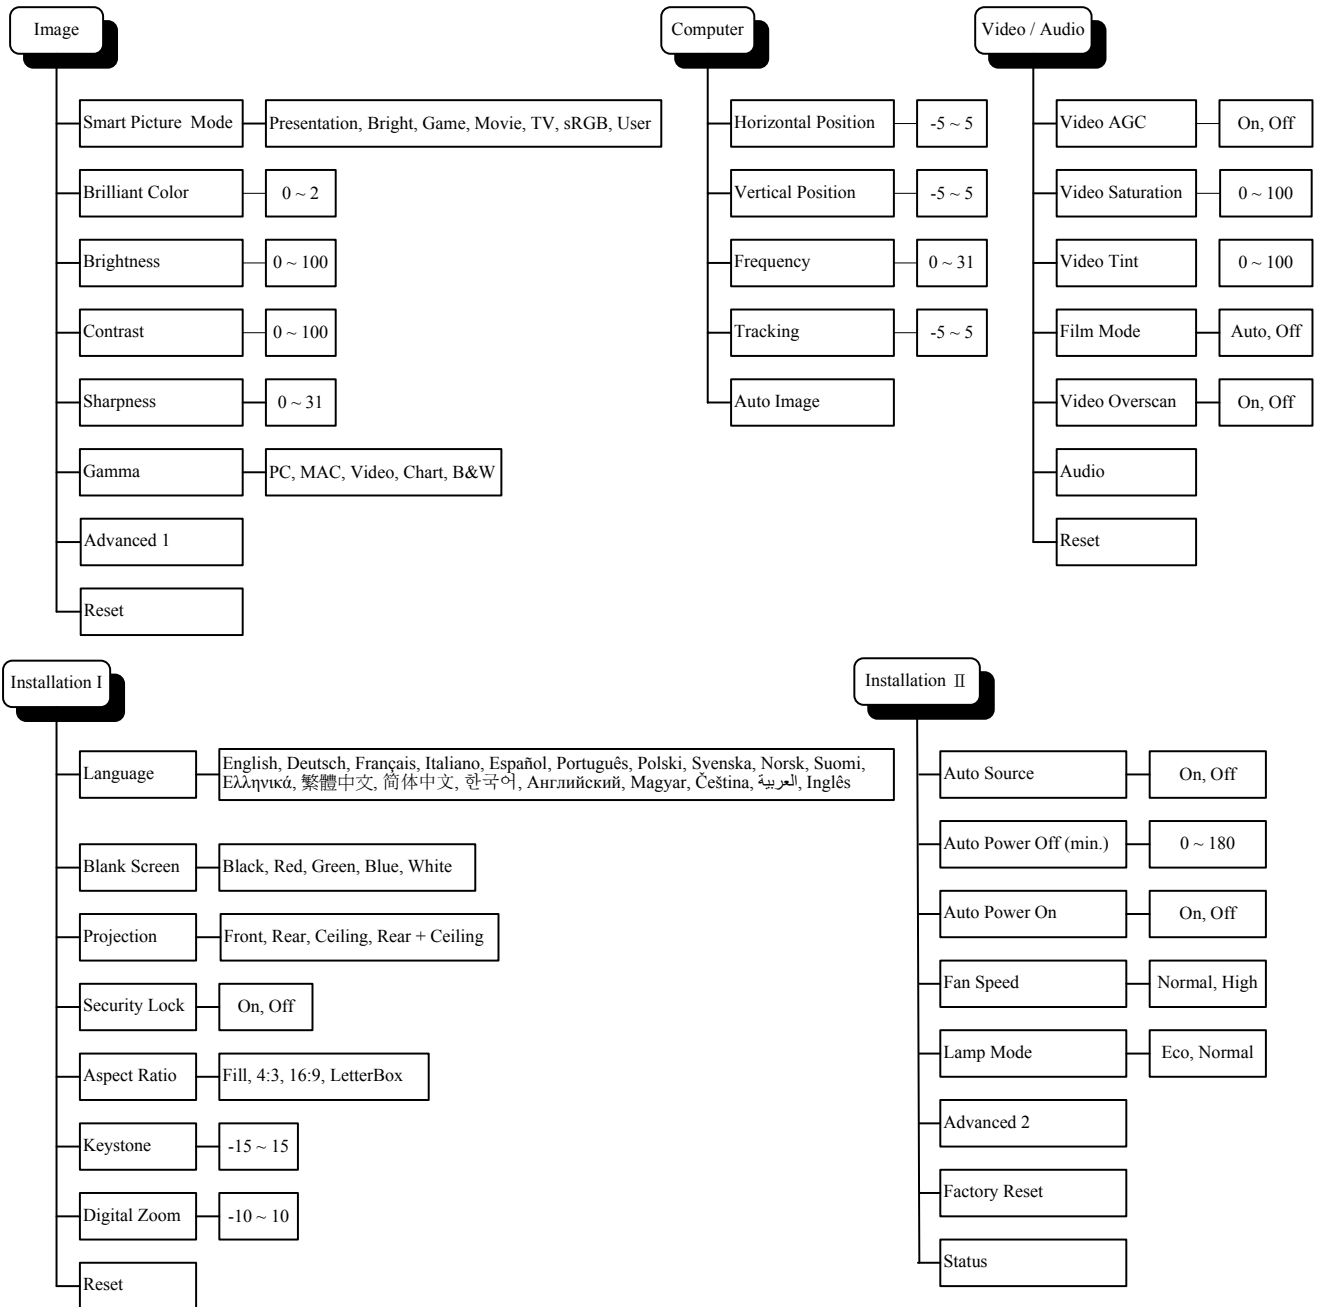 Image
Smart Picture Mode
Presentation, Bright, Game, Movie, TV, sRGB, User
Brilliant Color
0 ~ 2
Brightness
0 ~ 100
Contrast
0 ~ 100
Sharpness
0 ~ 31
Gamma
PC, MAC, Video, Chart, B&W
Advanced 1
Reset
Computer
Horizontal Position
-5 ~ 5
Vertical Position
-5 ~ 5
Frequency
0 ~ 31
Tracking
-5 ~ 5
Auto Image
Video / Audio
Video AGC
On, Off
Video Saturation
0 ~ 100
Video Tint
0 ~ 100
Film Mode
Auto, Off
Video Overscan
On, Off
Audio
Reset
Installation I
Language
English, Deutsch, Français, Italiano, Español, Português, Polski, Svenska, Norsk, Suomi,
Ελληνικά, 繁體中文, 简体中文, 한국어, Английский, Magyar, Čeština, العربية, Inglês
Blank Screen
Black, Red, Green, Blue, White
Projection
Front, Rear, Ceiling, Rear + Ceiling
Security Lock
On, Off
Aspect Ratio
Fill, 4:3, 16:9, LetterBox
Keystone
-15 ~ 15
Digital Zoom
-10 ~ 10
Reset
Installation Ⅱ
Auto Source
On, Off
Auto Power Off (min.)
0 ~ 180
Auto Power On
On, Off
Fan Speed
Normal, High
Lamp Mode
Eco, Normal
Advanced 2
Factory Reset
Status